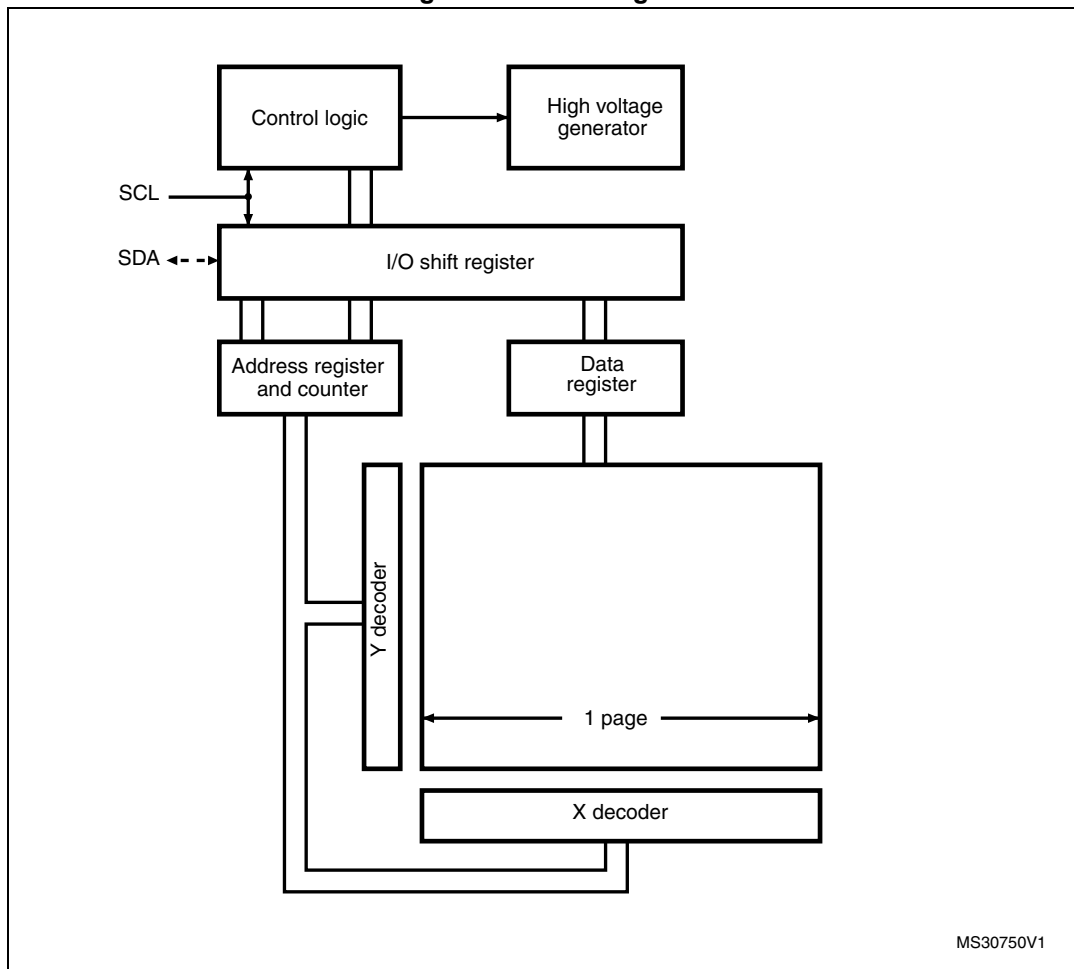 Control logic
High voltage
generator
SCL
SDA
I/O shift register
Address register
and counter
Data
register
Y decoder
1 page
X decoder
MS30750V1